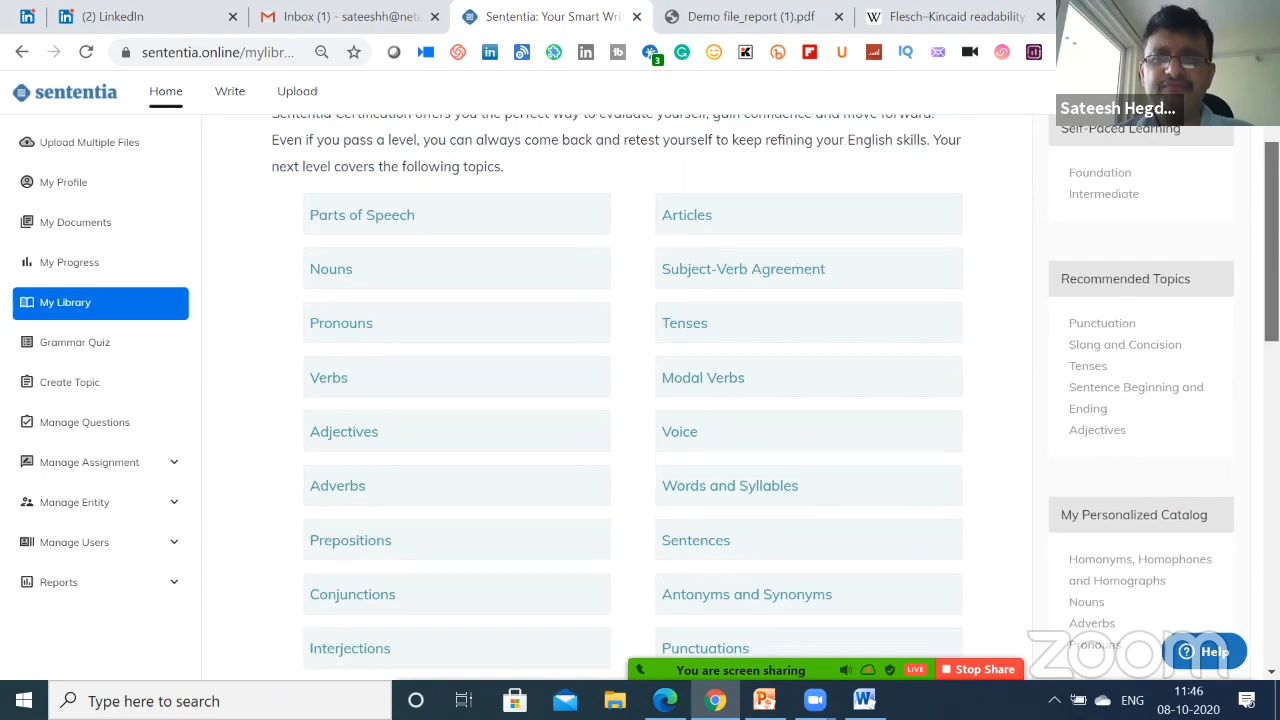 (2) LinkedIn
Inbox (1) - sateeshh@net
Sententia: Your Smart Wri
Demo file_report (1).pdf
Flesch–Kincaid readability
sententia.online/mylibr...
3
sententia
Home
Write
Upload
Sateesh Hegd...
Upload Multiple Files
My Profile
My Documents
My Progress
My Library
Grammar Quiz
Create Topic
Manage Questions
Manage Assignment
Manage Entity
Manage Users
Reports
Sententia Certification offers you the perfect way to evaluate yourself, gain confidence and move forward.
Even if you pass a level, you can always come back and retest yourself to keep refining your English skills. Your
next level covers the following topics.
Parts of Speech
Articles
Nouns
Subject-Verb Agreement
Pronouns
Tenses
Verbs
Modal Verbs
Adjectives
Voice
Adverbs
Words and Syllables
Prepositions
Sentences
Conjunctions
Antonyms and Synonyms
Interjections
Punctuations
Self-Paced Learning
Foundation
Intermediate
Recommended Topics
Punctuation
Slang and Concision
Tenses
Sentence Beginning and
Ending
Adjectives
My Personalized Catalog
Homonyms, Homophones
and Homographs
Nouns
Adverbs
Pronouns
zoom
Help
You are screen sharing
LIVE
Stop Share
Type here to search
ENG
11:46
08-10-2020